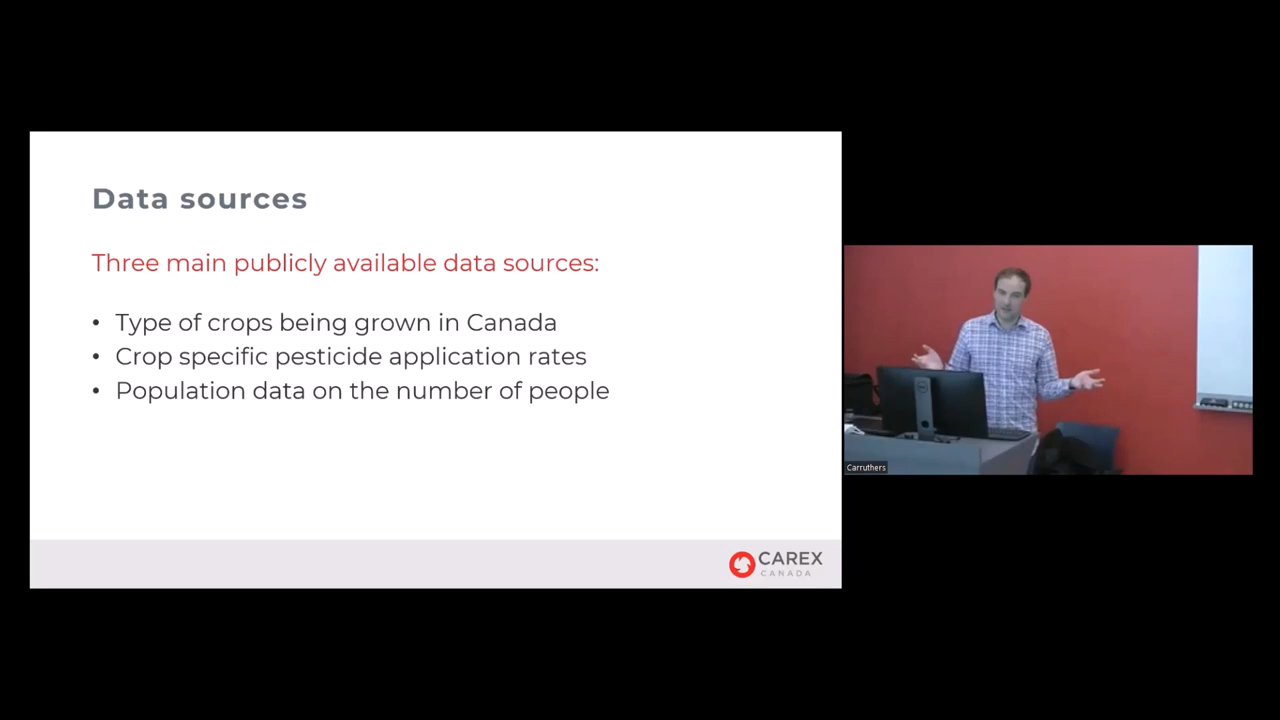 Data sources
Three main publicly available data sources:
• Type of crops being grown in Canada
• Crop specific pesticide application rates
• Population data on the number of people
CAREX
CANADA
Carruthers